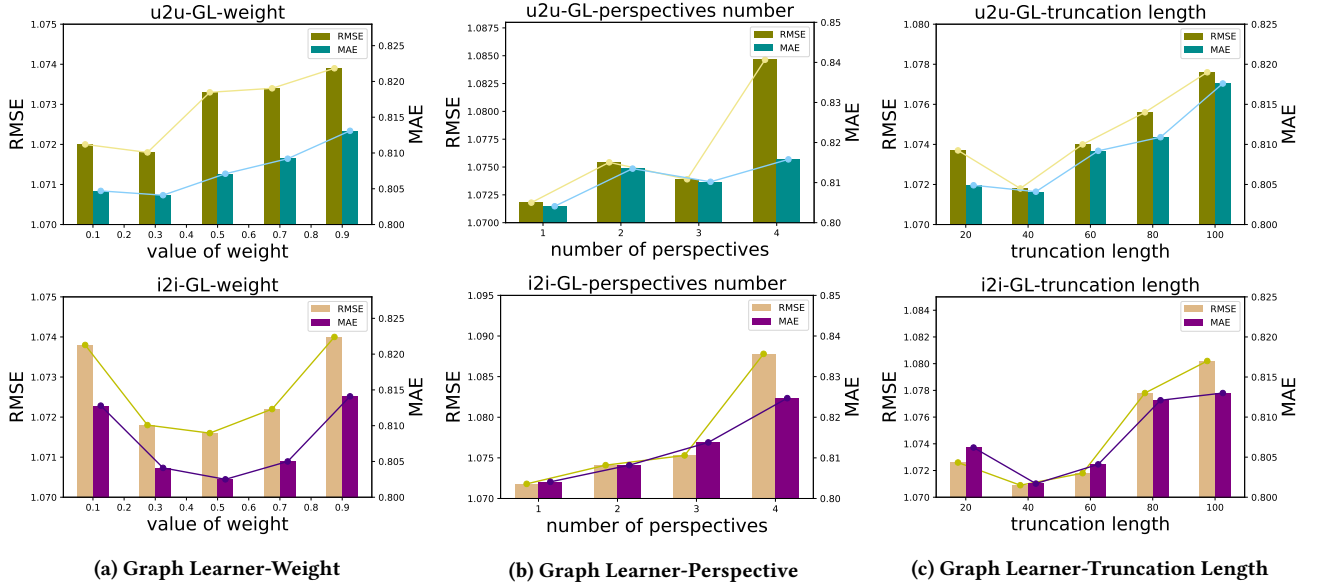 u2u-GL-weight
1.075
1.074
1.073
1.072
1.071
1.070
RMSE
0.825
0.820
0.815
0.810
0.805
0.800
MAE
RMSE
MAE
0.1 0.2 0.3 0.4 0.5 0.6 0.7 0.8 0.9
value of weight
u2u-GL-perspectives number
1.0875
1.0850
1.0825
1.0800
1.0775
1.0750
1.0725
1.0700
RMSE
0.85
0.84
0.83
0.82
0.81
0.80
MAE
RMSE
MAE
1 2 3 4
number of perspectives
u2u-GL-truncation length
1.080
1.078
1.076
1.074
1.072
1.070
RMSE
0.825
0.820
0.815
0.810
0.805
0.800
MAE
RMSE
MAE
20 40 60 80 100
truncation length
i2i-GL-weight
1.075
1.074
1.073
1.072
1.071
1.070
RMSE
0.825
0.820
0.815
0.810
0.805
0.800
MAE
RMSE
MAE
0.1 0.2 0.3 0.4 0.5 0.6 0.7 0.8 0.9
value of weight
i2i-GL-perspectives number
1.095
1.090
1.085
1.080
1.075
1.070
RMSE
0.85
0.84
0.83
0.82
0.81
0.80
MAE
RMSE
MAE
1 2 3 4
number of perspectives
i2i-GL-truncation length
1.084
1.082
1.080
1.078
1.076
1.074
1.072
1.070
RMSE
0.825
0.820
0.815
0.810
0.805
0.800
MAE
RMSE
MAE
20 40 60 80 100
truncation length
(a) Graph Learner-Weight
(b) Graph Learner-Perspective
(c) Graph Learner-Truncation Length